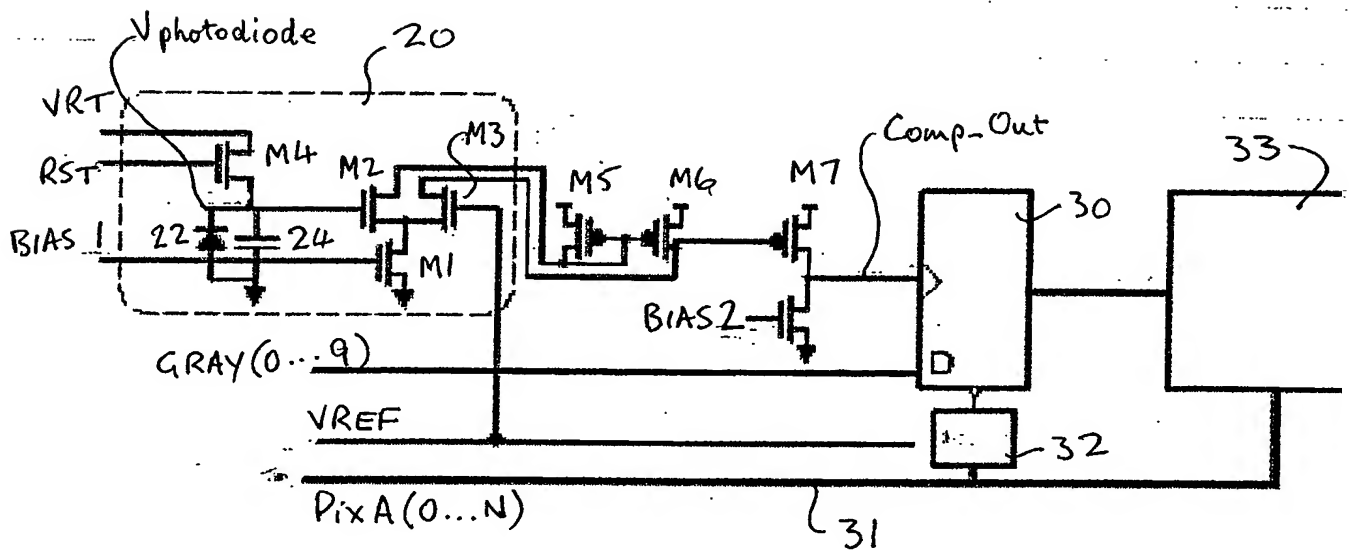 Vphotodiode
20
VRT
M4
M3
RST
M2
Comp_Out
33
M5
M6
M7
BIAS 1
22
24
M1
30
BIAS2
GRAY(0...9)
D
VREF
32
PixA(0...N)
31